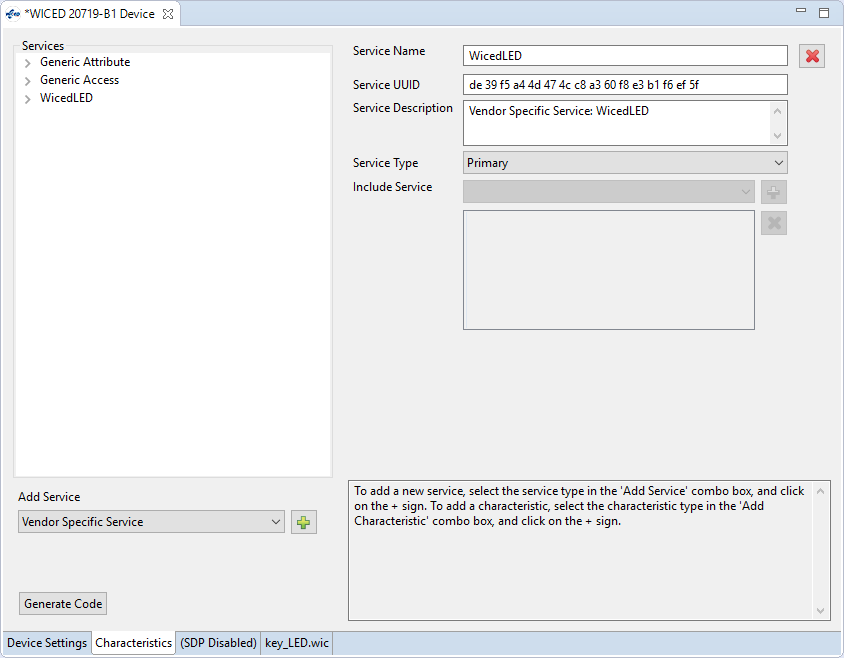 *WICED 20719-B1 Device
Services
Generic Attribute
Generic Access
WicedLED
Service Name
WicedLED
Service UUID
de 39 f5 a4 4d 47 4c c8 a3 60 f8 e3 b1 f6 ef 5f
Service Description
Vendor Specific Service: WicedLED
Service Type
Primary
Include Service
Add Service
Vendor Specific Service
To add a new service, select the service type in the 'Add Service' combo box, and click
on the + sign. To add a characteristic, select the characteristic type in the 'Add
Characteristic' combo box, and click on the + sign.
Generate Code
Device Settings
Characteristics
(SDP Disabled)
key_LED.wic